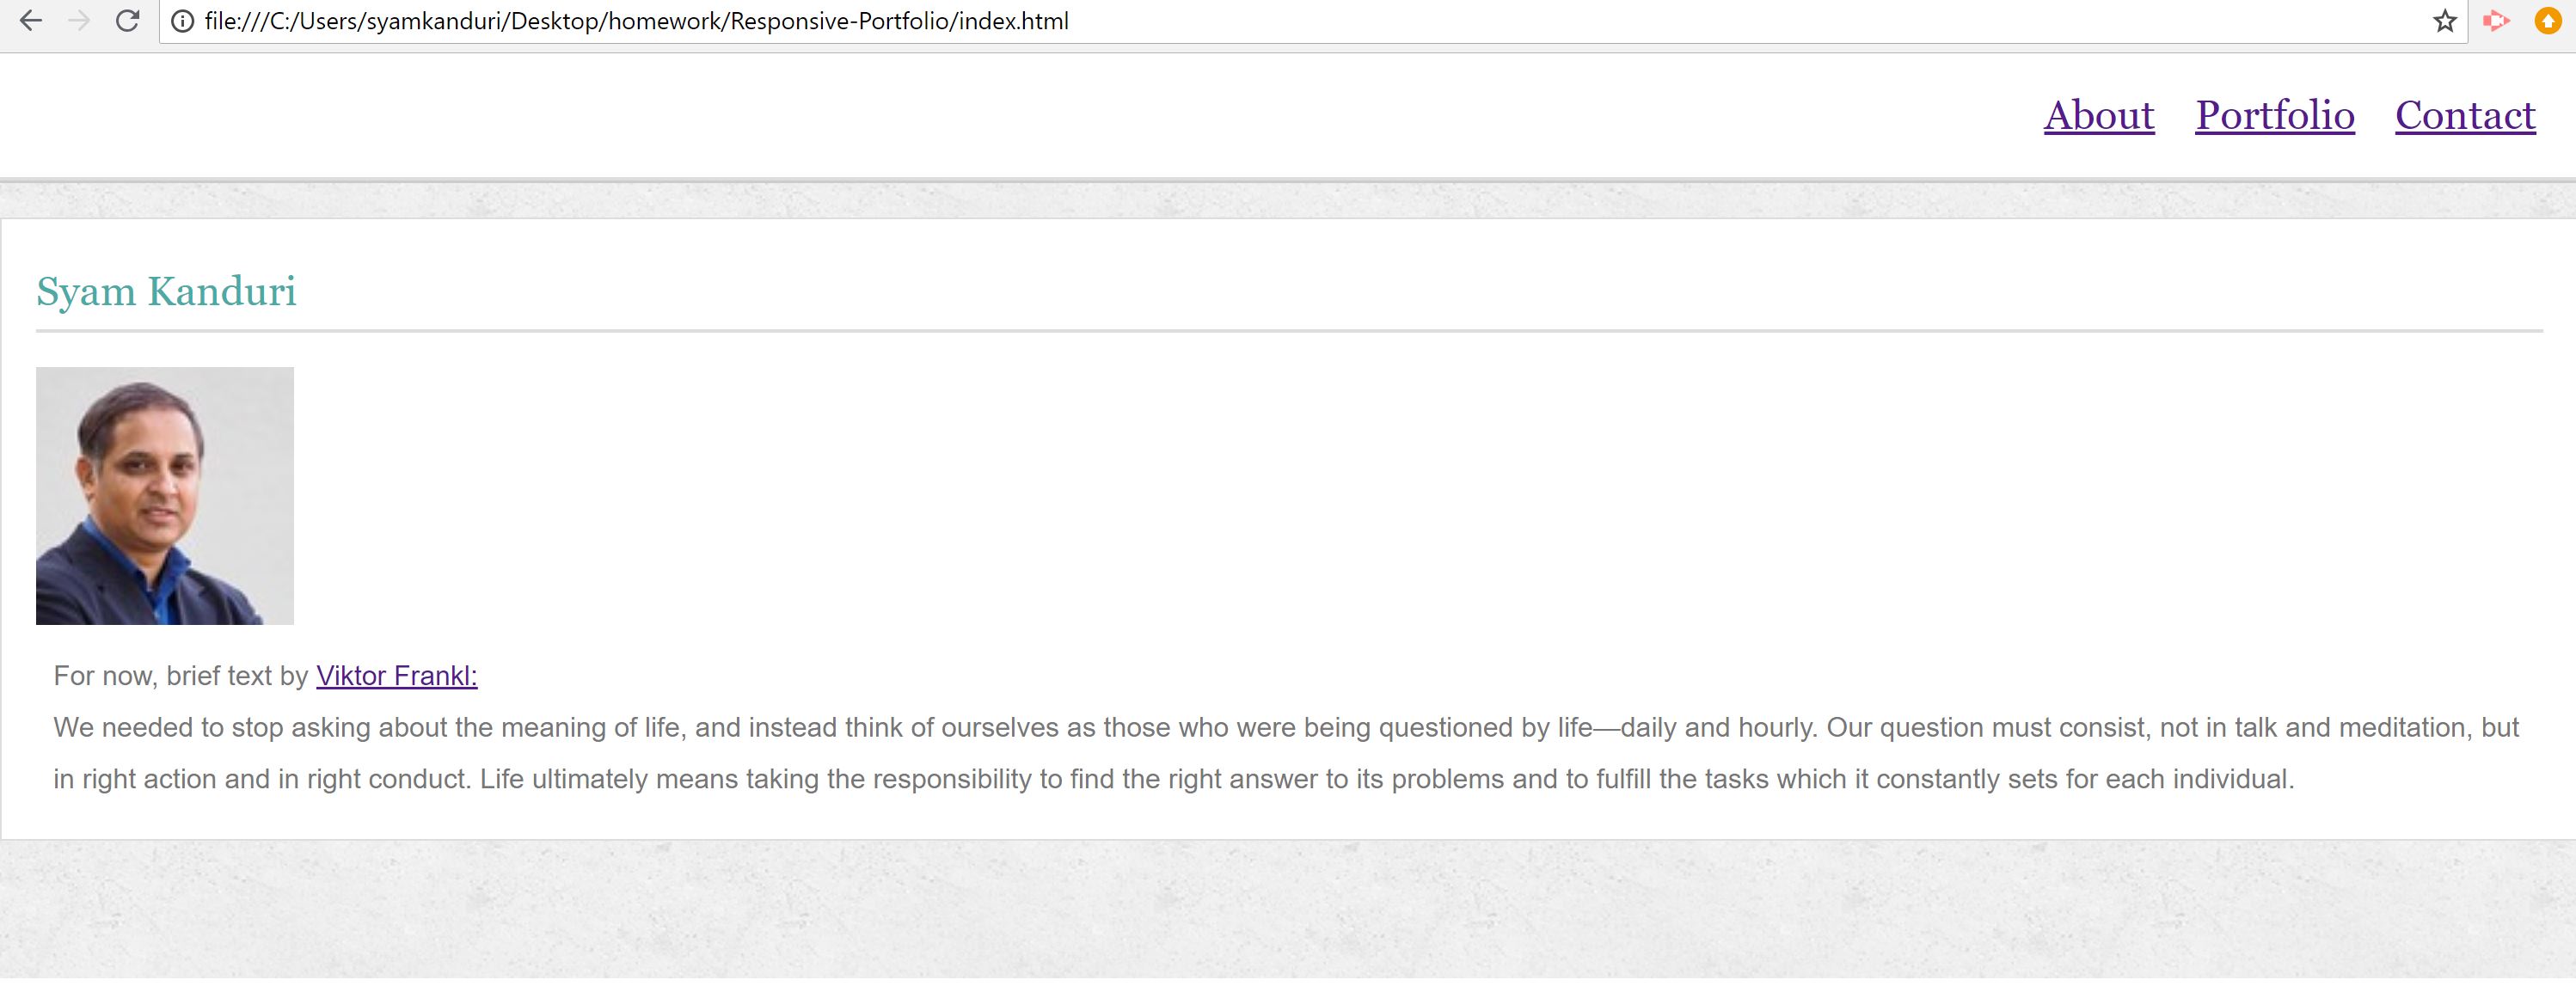 file:///C:/Users/syamkanduri/Desktop/homework/Responsive-Portfolio/index.html
About Portfolio Contact
Syam Kanduri
For now, brief text by Viktor Frankl:
We needed to stop asking about the meaning of life, and instead think of ourselves as those who were being questioned by life—daily and hourly. Our question must consist, not in talk and meditation, but
in right action and in right conduct. Life ultimately means taking the responsibility to find the right answer to its problems and to fulfill the tasks which it constantly sets for each individual.